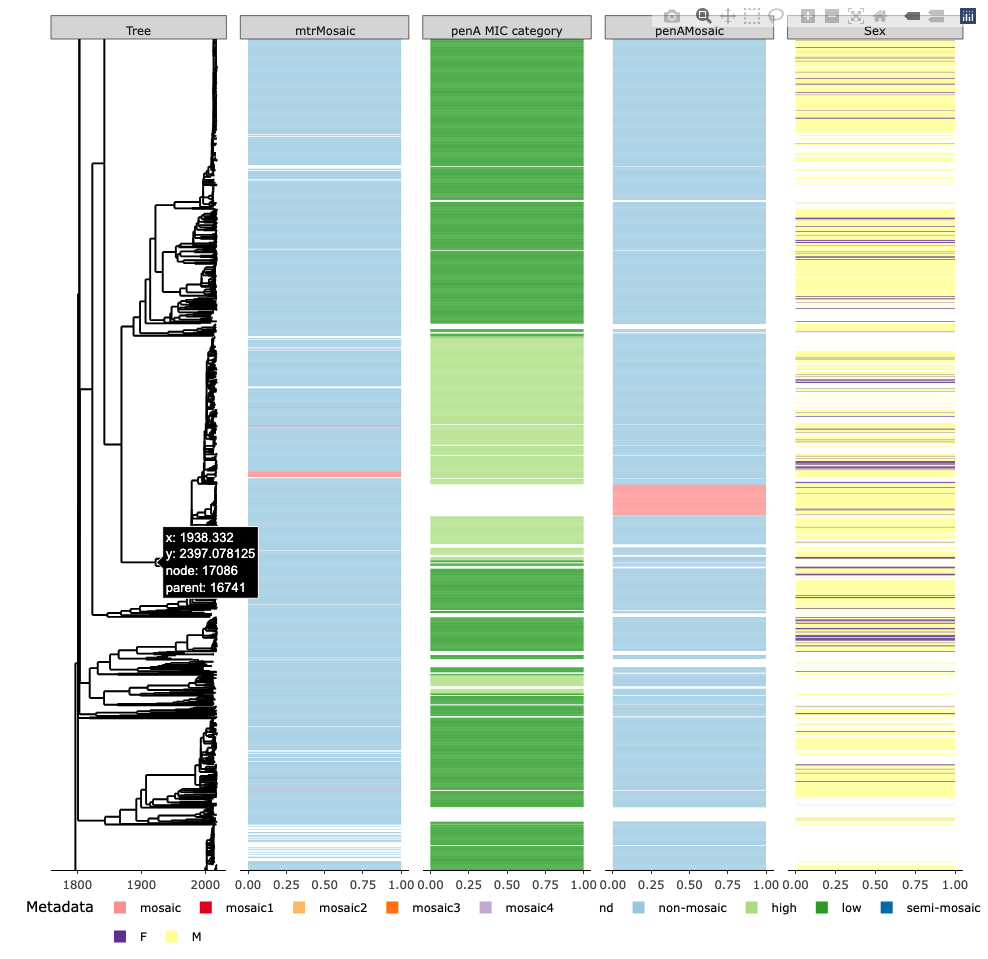 Tree mtrMosaic penA MIC category penAMosaic Sex
x: 1938.332
y: 2397.078125
node: 17086
parent: 16741
1800 1900 2000 0.00 0.25 0.50 0.75 1.00 0.00 0.25 0.50 0.75 1.00 0.00 0.25 0.50 0.75 1.00 0.00 0.25 0.50 0.75 1.00
Metadata mosaic mosaic1 mosaic2 mosaic3 mosaic4 nd non-mosaic high low semi-mosaic
F M